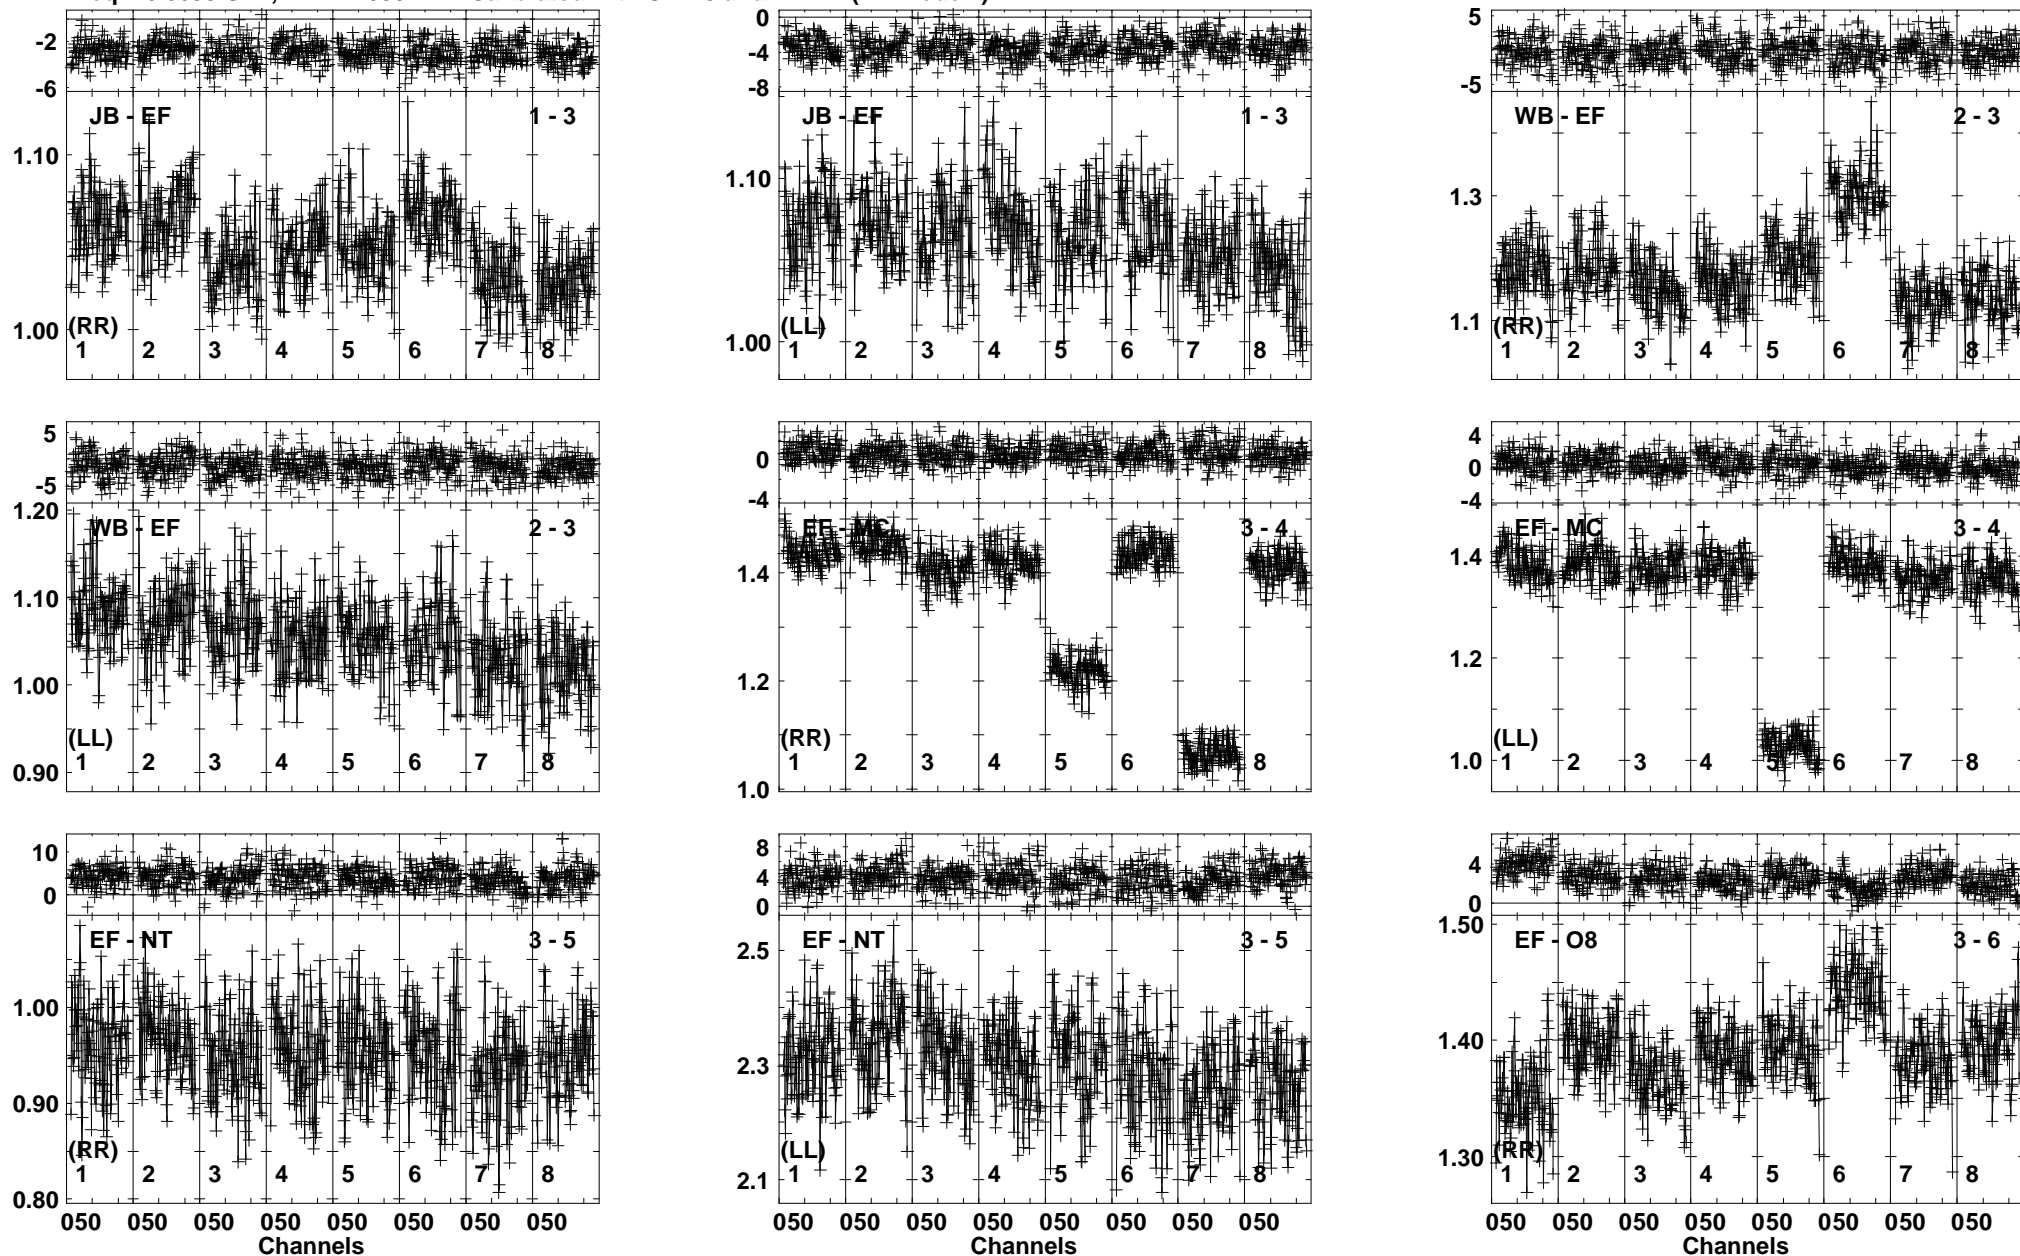 -2
-6
JB - EF 1 - 3
1.10
1.00 (RR)
1 2 3 4 5 6 7 8
0
-4
-8
JB - EF 1 - 3
1.10
1.00 (LL)
1 2 3 4 5 6 7 8
5
-5
WB - EF 2 - 3
1.3
1.1 (RR)
1 2 3 4 5 6 7 8
5
-5
1.20
WB - EF 2 - 3
1.10
1.00
(LL)
0.90
1 2 3 4 5 6 7 8
0
-4
EF - MC 3 - 4
1.4
1.2
(RR)
1.0
1 2 3 4 5 6 7 8
4
0
-4
EF - MC 3 - 4
1.4
1.2
1.0 (LL)
1 2 3 4 5 6 7 8
10
0
EF - NT 3 - 5
1.00
0.90
(RR)
0.80
1 2 3 4 5 6 7 8
050 050 050 050 050 050 050 050
Channels
8
4
0
EF - NT 3 - 5
2.5
2.3
(LL)
2.1
1 2 3 4 5 6 7 8
050 050 050 050 050 050 050 050
Channels
4
0
1.50
EF - O8 3 - 6
1.40
1.30 (RR)
1 2 3 4 5 6 7 8
050 050 050 050 050 050 050 050
Channels